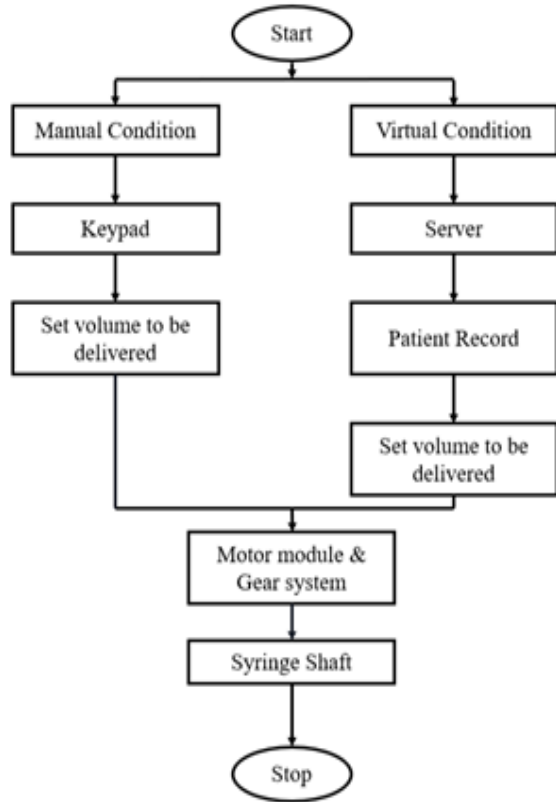 Start
Manual Condition
Virtual Condition
Keypad
Server
Set volume to be
delivered
Patient Record
Set volume to be
delivered
Motor module &
Gear system
Syringe Shaft
Stop